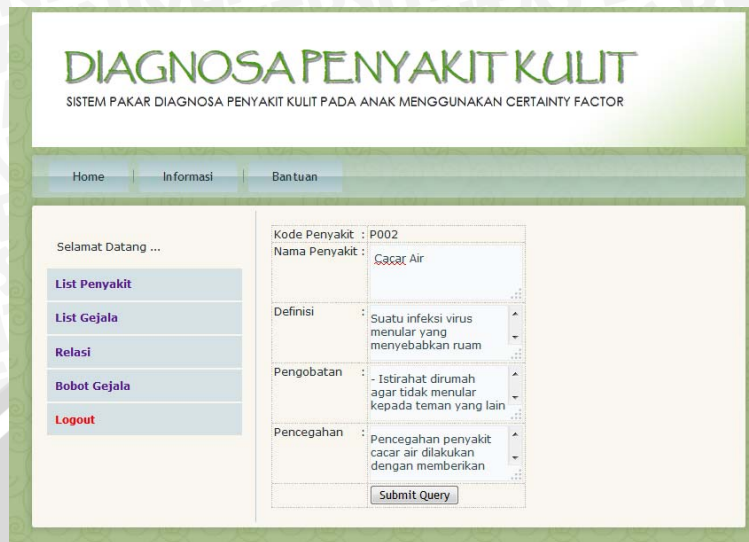 DIAGNOSA PENYAKIT KULIT
SISTEM PAKAR DIAGNOSA PENYAKIT KULIT PADA ANAK MENGGUNAKAN CERTAINTY FACTOR
Home | Informasi | Bantuan
Selamat Datang ...
List Penyakit
List Gejala
Relasi
Bobot Gejala
Logout
Kode Penyakit : P002
Nama Penyakit : Cacar Air
Definisi : Suatu infeksi virus
menular yang
menyebabkan ruam
Pengobatan : - Istirahat dirumah
agar tidak menular
kepada teman yang lain
Pencegahan : Pencegahan penyakit
cacar air dilakukan
dengan memberikan
Submit Query